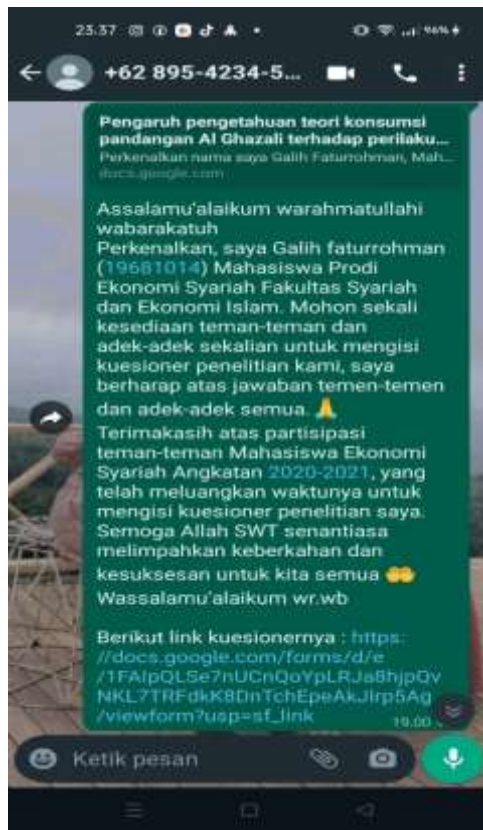 23.37
96%
+62 895-4234-5...
Pengaruh pengetahuan teori konsumsi
pandangan Al Ghazali terhadap perilaku...
Perkenalkan nama saya Galih Faturrohman, Mah...
docs.google.com
Assalamu'alaikum warahmatullahi
wabarakatuh
Perkenalkan, saya Galih faturrohman
(19681014) Mahasiswa Prodi
Ekonomi Syariah Fakultas Syariah
dan Ekonomi Islam. Mohon sekali
kesediaan teman-teman dan
adek-adek sekalian untuk mengisi
kuesioner penelitian kami, saya
berharap atas jawaban temen-temen
dan adek-adek semua. 🙏
Terimakasih atas partisipasi
teman-teman Mahasiswa Ekonomi
Syariah Angkatan 2020-2021, yang
telah meluangkan waktunya untuk
mengisi kuesioner penelitian saya.
Semoga Allah SWT senantiasa
melimpahkan keberkahan dan
kesuksesan untuk kita semua 🤲
Wassalamu'alaikum wr.wb
Berikut link kuesionernya : https:
//docs.google.com/forms/d/e
/viewform?usp=sf_link
19.00
Ketik pesan